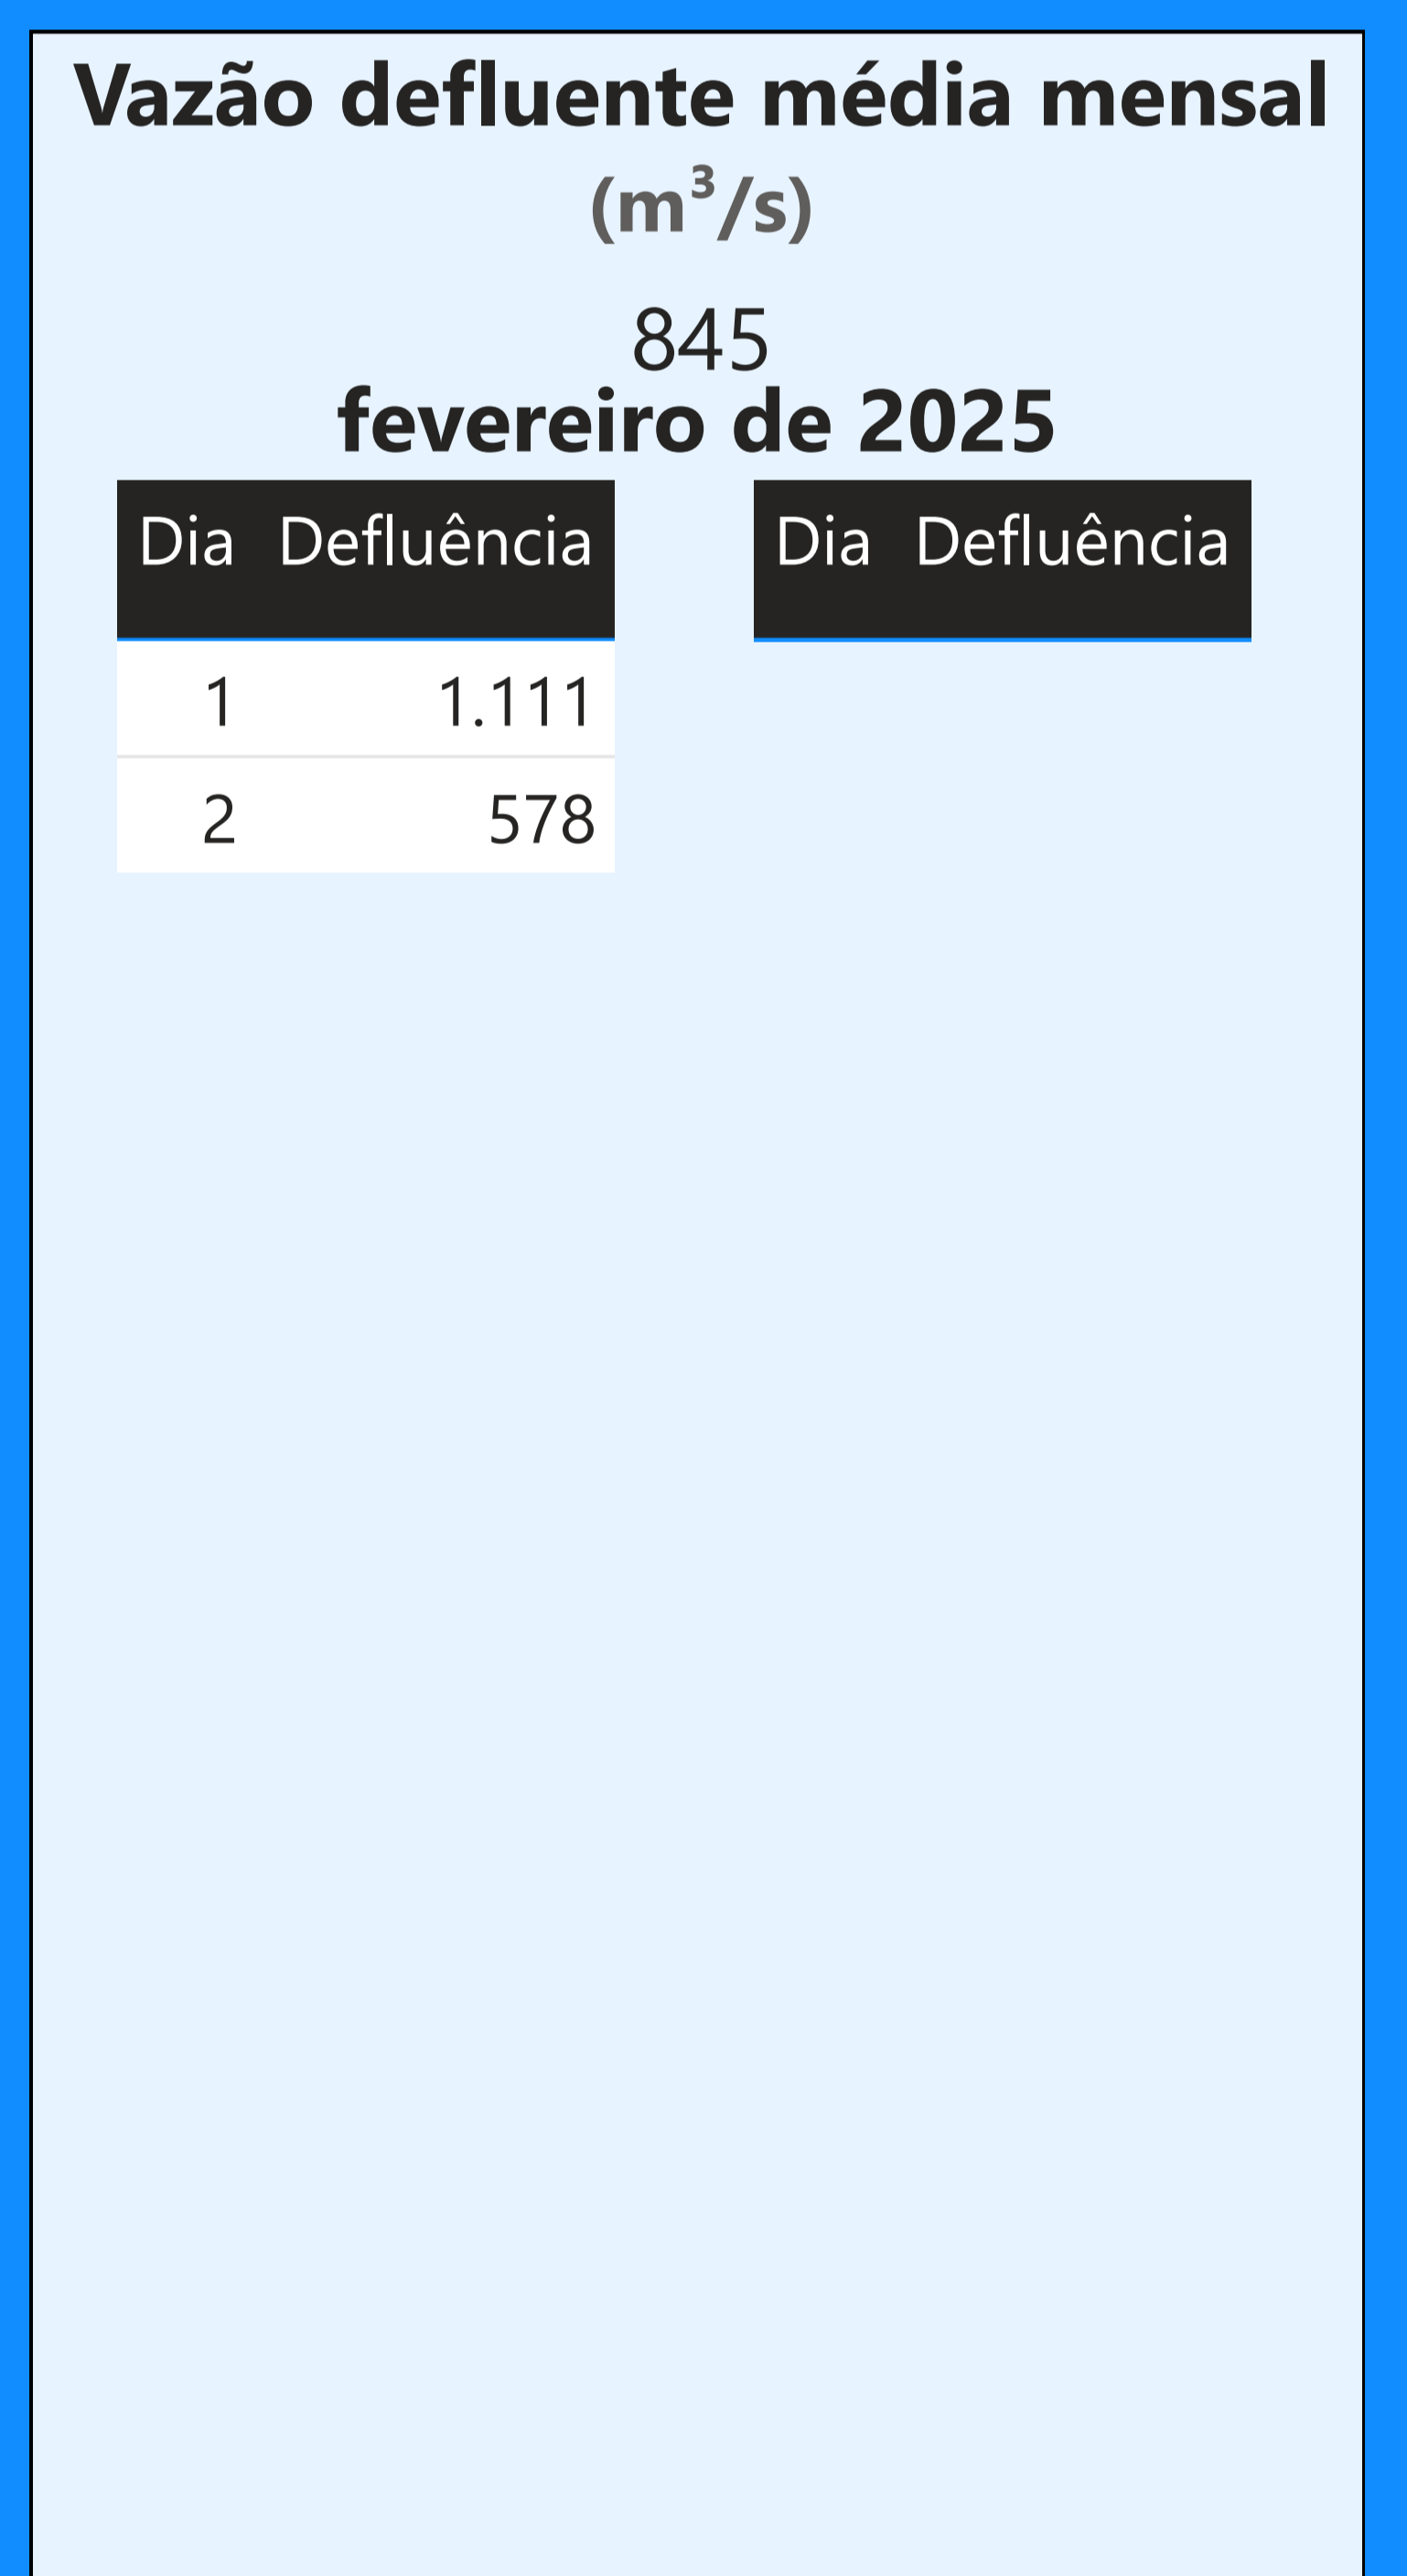 Vazão defluente média mensal
(m³/s)
845
fevereiro de 2025
Dia Defluência
1 1.111
2 578
Dia Defluência